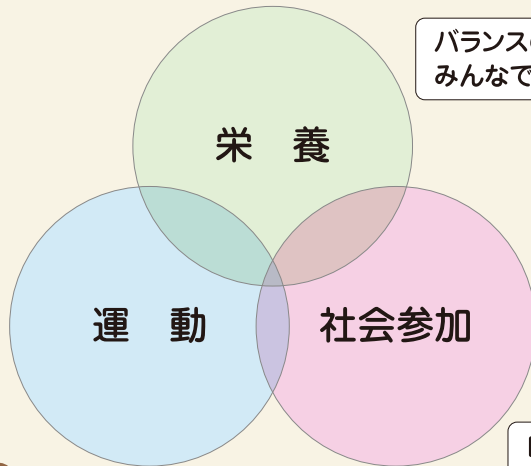 バランス
みんなで
栄　養
運　動
社会参加